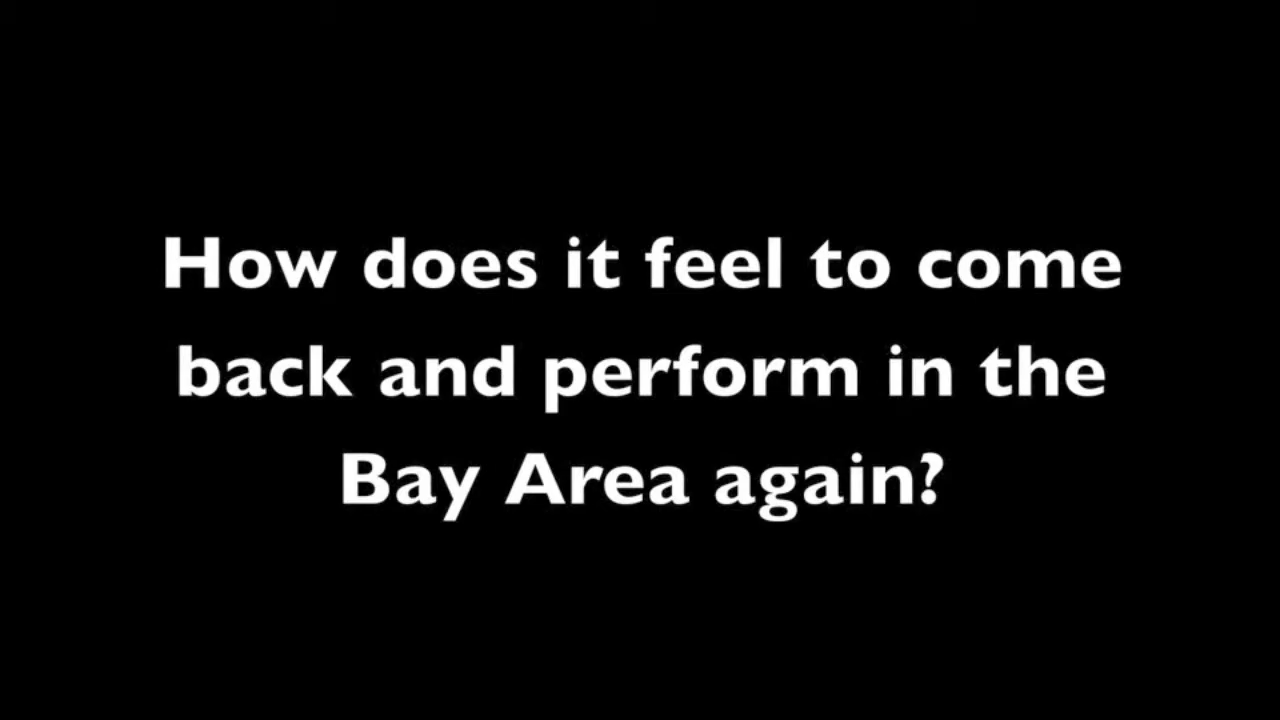 How does it feel to come
back and perform in the
Bay Area again?